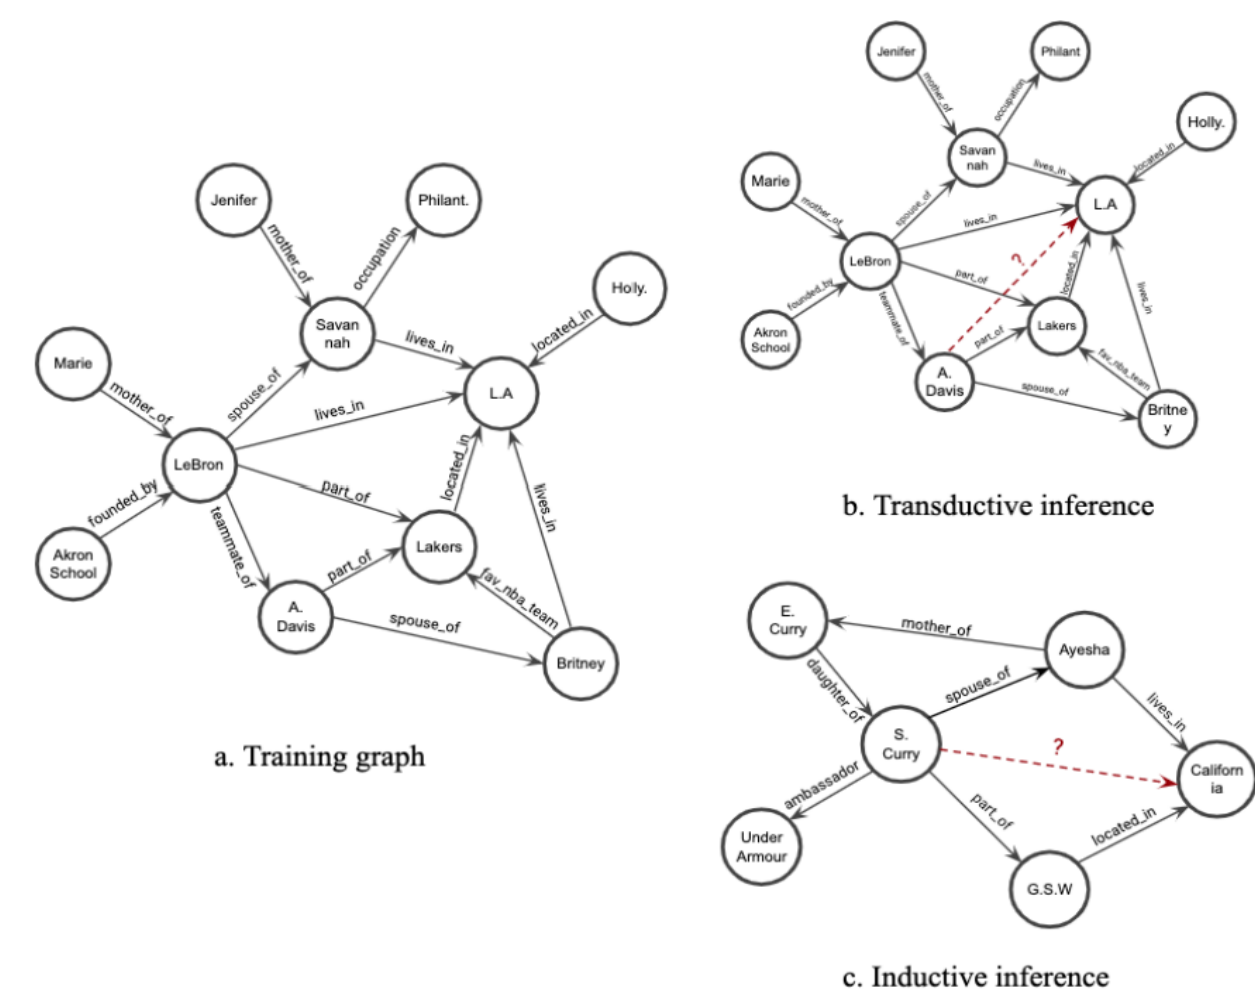 Jenifer
Philant.
mother_of
occupation
Holly.
Savan
nah
located_in
lives_in
Marie
mother_of
spouse_of
L.A
lives_in
LeBron
located_in
part_of
founded_by
teammate_of
lives_in
Akron
School
Lakers
part_of
fav_nba_team
A.
Davis
spouse_of
Britney
a. Training graph
Jenifer
Philant
mother_of
occupation
Holly.
Savan
nah
located_in
lives_in
Marie
mother_of
spouse_of
L.A
lives_in
LeBron
?
part_of
located_in
founded_by
teammate_of
lives_in
Akron
School
Lakers
part_of
fav_nba_team
A.
Davis
spouse_of
Britne
y
b. Transductive inference
E.
Curry
mother_of
Ayesha
daughter_of
spouse_of
lives_in
S.
Curry
?
Californ
ia
ambassador
part_of
located_in
Under
Armour
G.S.W
c. Inductive inference